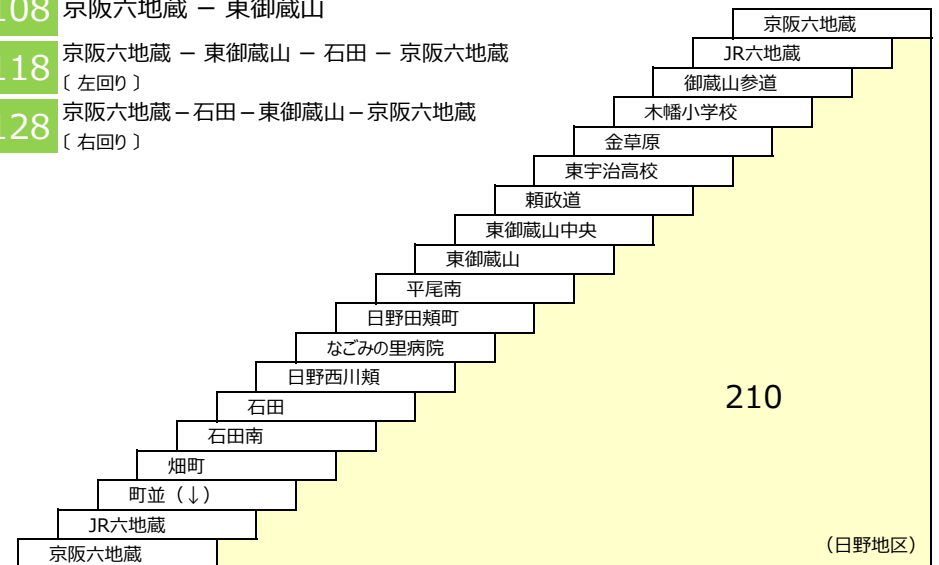 108 京阪六地蔵 － 東御蔵山
118 京阪六地蔵 － 東御蔵山 － 石田 － 京阪六地蔵
〔 左回り 〕
128 京阪六地蔵－石田－東御蔵山－京阪六地蔵
〔 右回り 〕
京阪六地蔵
JR六地蔵
御蔵山参道
木幡小学校
金草原
東宇治高校
頼政道
東御蔵山中央
東御蔵山
平尾南
日野田頬町
なごみの里病院
日野西川頬
210
石田
石田南
畑町
町並（↓）
JR六地蔵
京阪六地蔵
（日野地区）